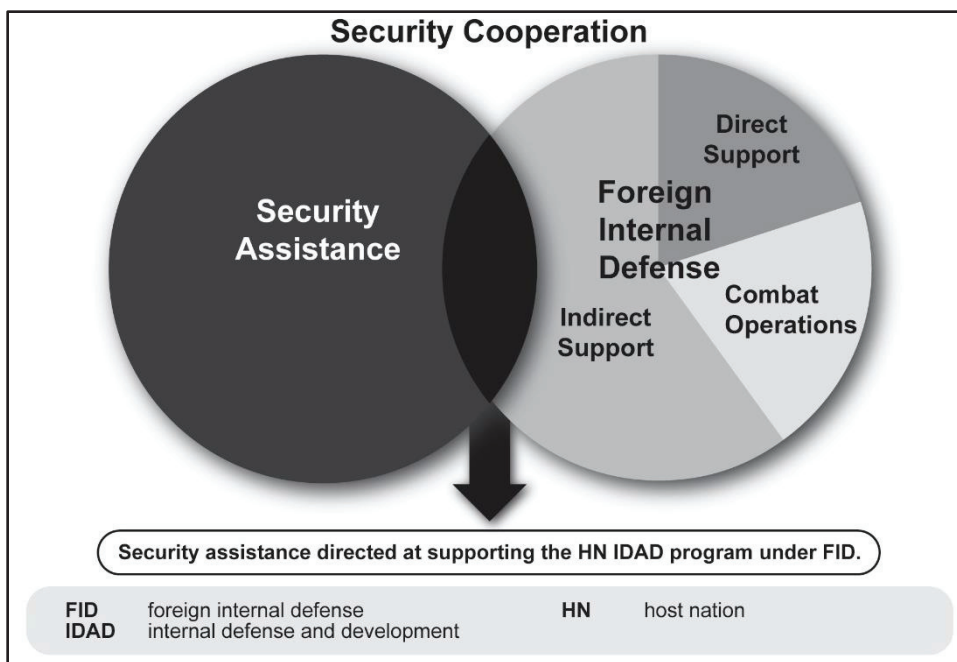 Security Cooperation
Security
Assistance
Foreign
Internal
Defense
Direct
Support
Combat
Operations
Indirect
Support
Security assistance directed at supporting the HN IDAD program under FID.
FID foreign internal defense HN host nation
IDAD internal defense and development